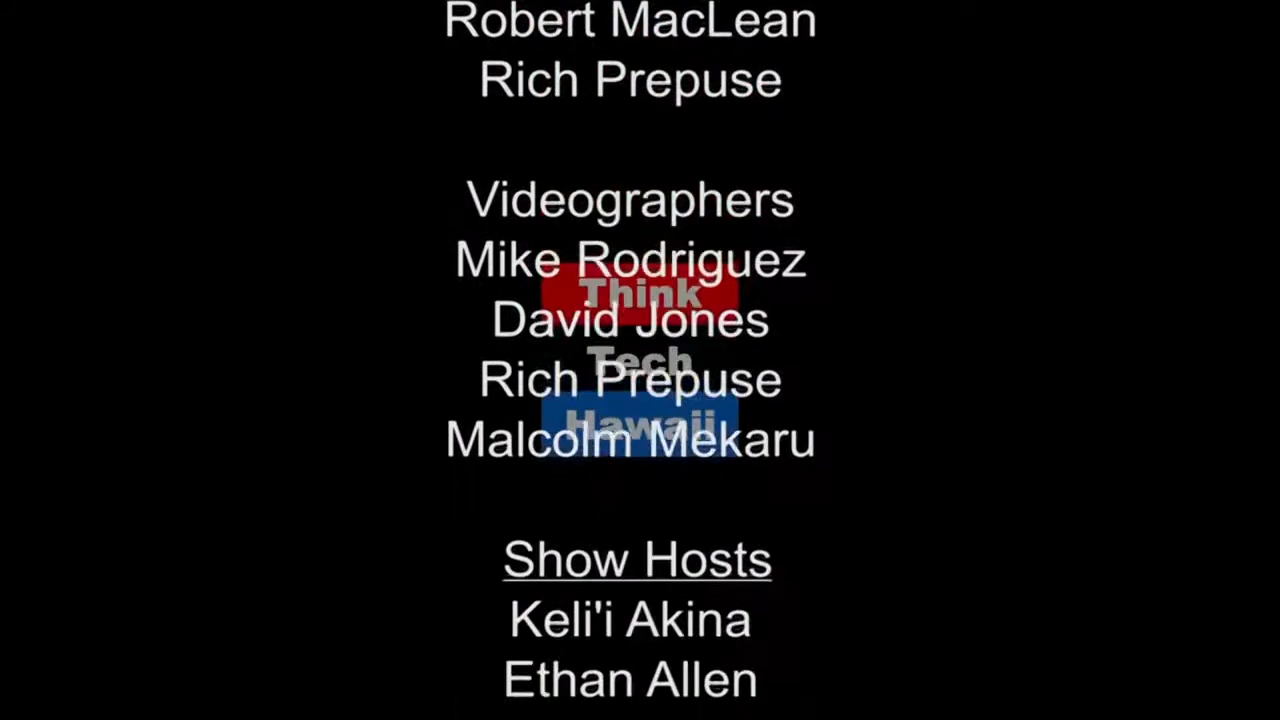 Robert MacLean
Rich Prepuse
Videographers
Mike Rodriguez
Think
David Jones
Tech
Rich Prepuse
Hawaii
Malcolm Mekaru
Show Hosts
Keli'i Akina
Ethan Allen